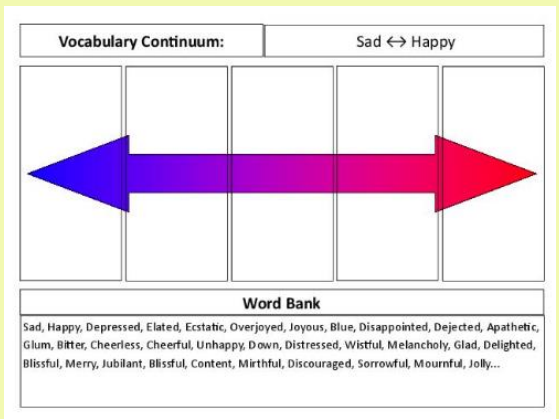 Vocabulary Continuum:
Sad ↔ Happy
Word Bank
Sad, Happy, Depressed, Elated, Ecstatic, Overjoyed, Joyous, Blue, Disappointed, Dejected, Apathetic,
Glum, Bitter, Cheerless, Cheerful, Unhappy, Down, Distressed, Wistful, Melancholy, Glad, Delighted,
Blissful, Merry, Jubilant, Blissful, Content, Mirthful, Discouraged, Sorrowful, Mournful, Jolly...